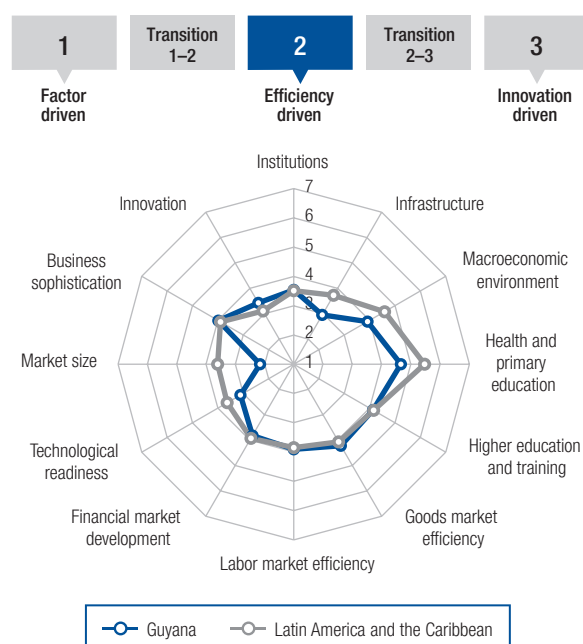 1
Transition
1–2
2
Transition
2–3
3
Factor
driven
Efficiency
driven
Innovation
driven
Institutions
7
Innovation
Infrastructure
6
5
Business
sophistication
Macroeconomic
environment
4
3
2
Market size
1
Health and
primary
education
Technological
readiness
Higher education
and training
Financial market
development
Goods market
efficiency
Labor market efficiency
Guyana
Latin America and the Caribbean